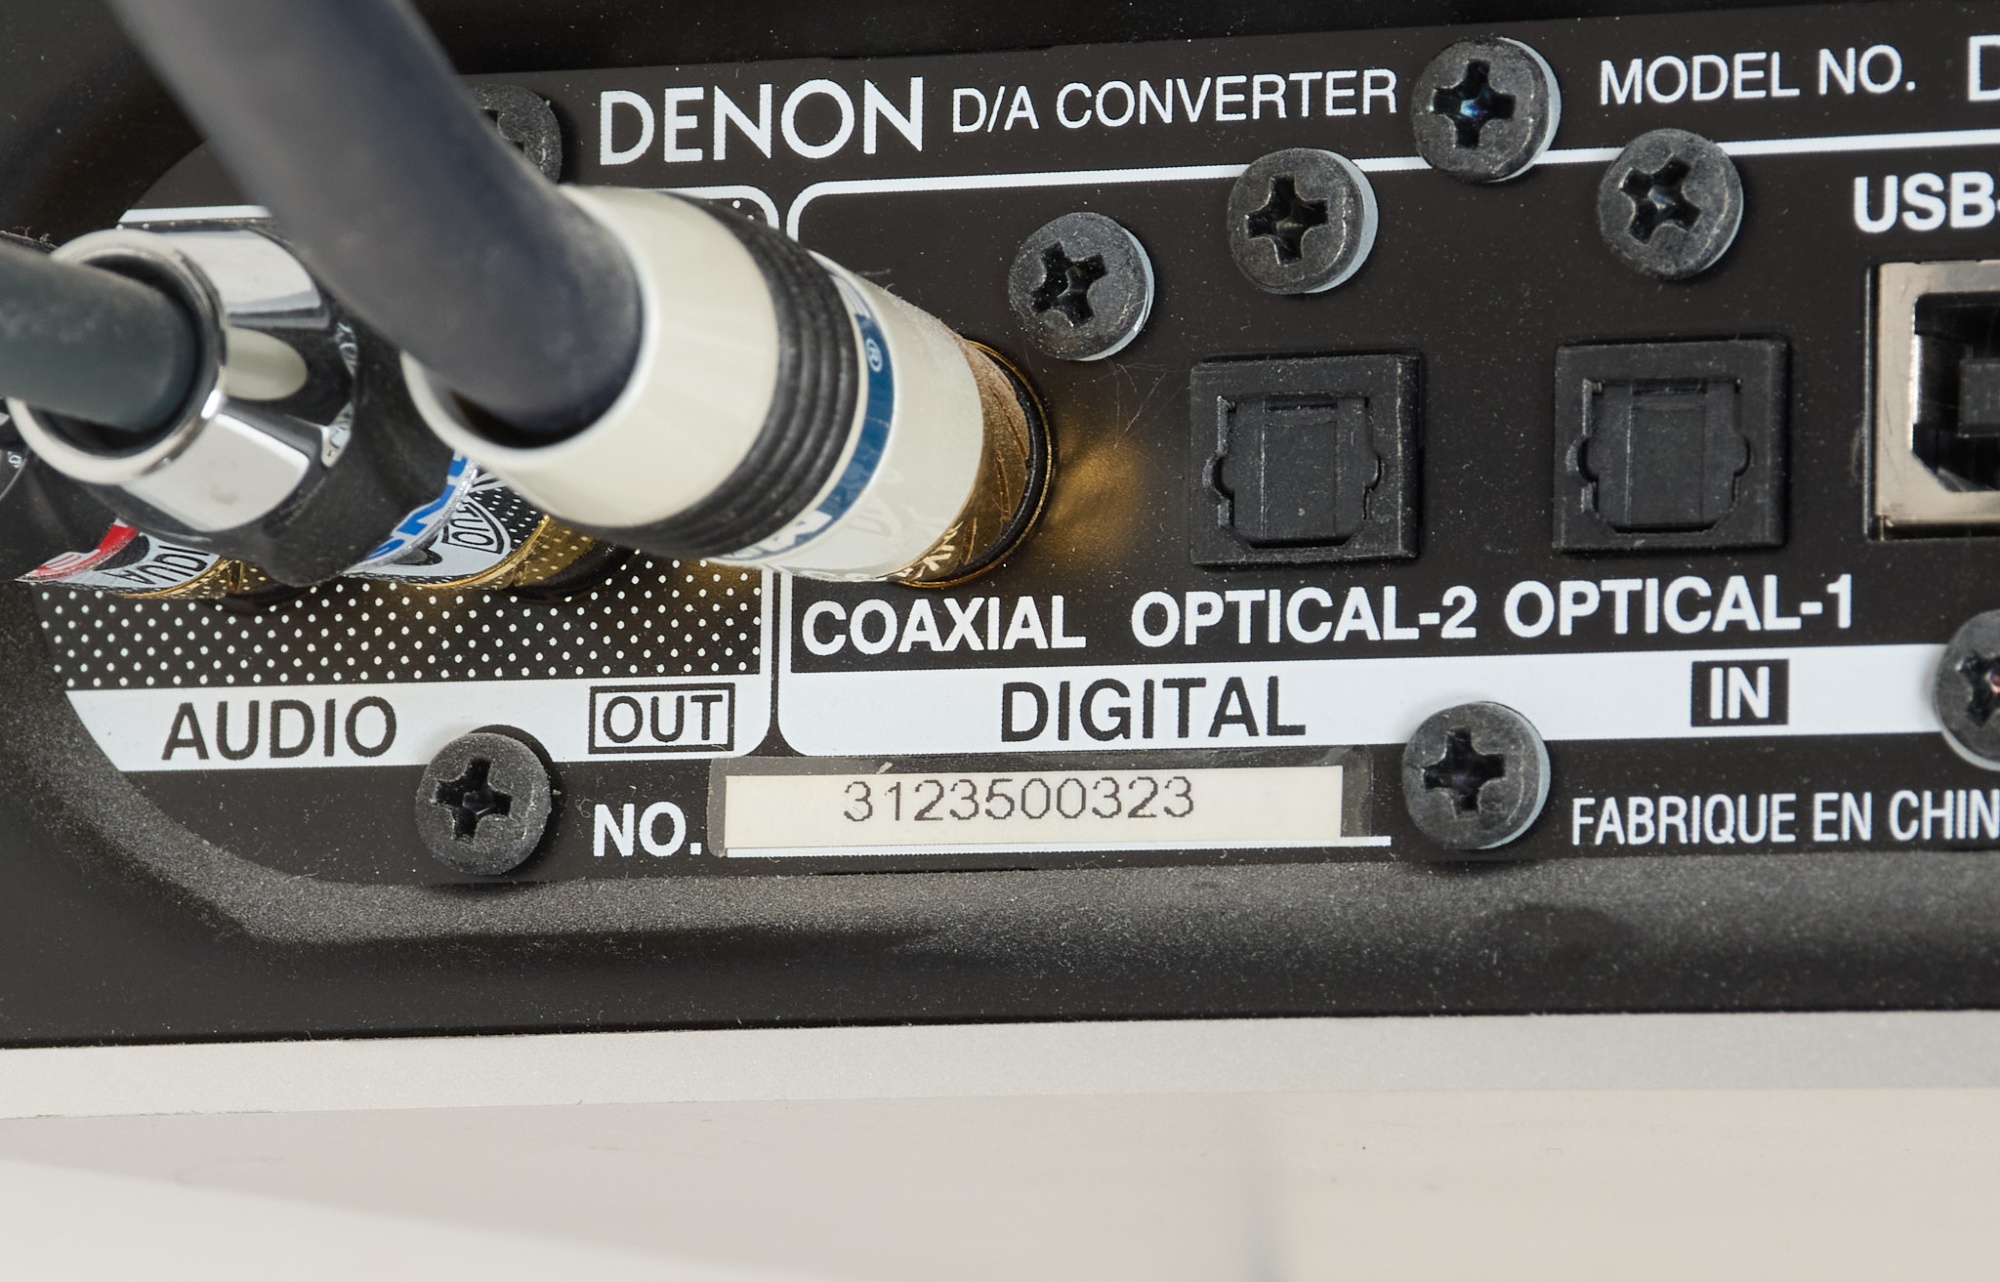 DENON D/A CONVERTER MODEL NO. D
USB-
®
COAXIAL OPTICAL-2 OPTICAL-1
AUDIO OUT DIGITAL IN
NO. 3123500323 FABRIQUE EN CHIN